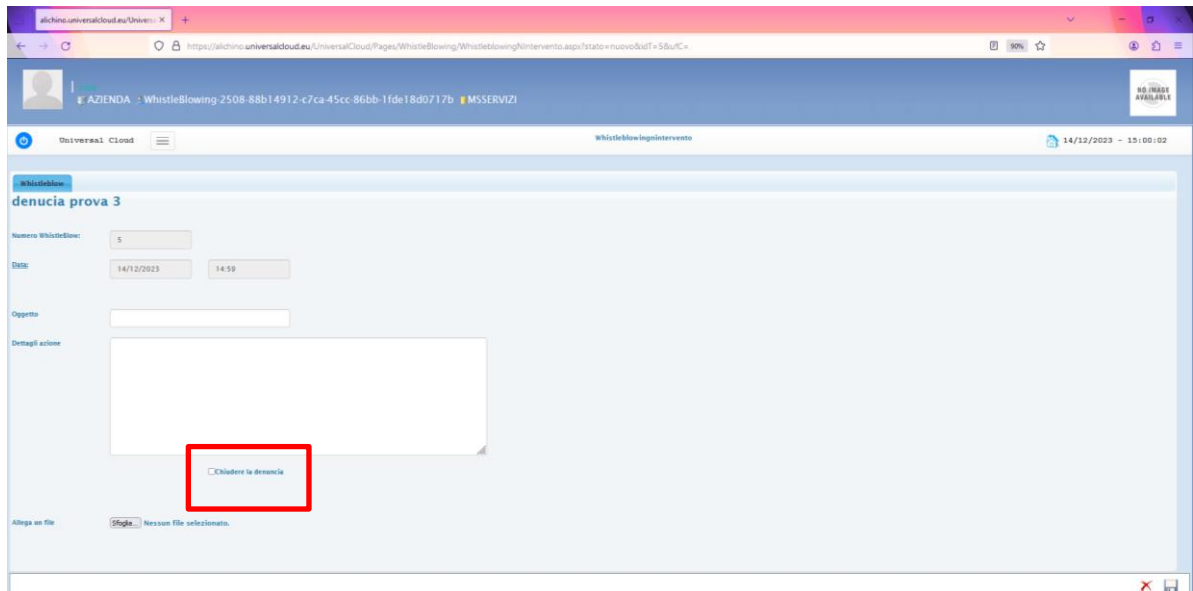 alichino.universalcloud.eu/Univers
90%
https://alichino.universalcloud.eu/UniversalCloud/Pages/WhistleBlowing/WhistleblowingNIntervento.aspx?stato=nuovo&idT=5&ufC=
AZIENDA WhistleBlowing-2508-88b14912-c7ca-45cc-86bb-1fde18d0717b MSSERVIZI
NO IMAGE
AVAILABLE
Universal Cloud
Whistleblowingnintervento
14/12/2023 - 15:00:02
Whistleblow
denucia prova 3
Numero WhistleBlow:
5
Data:
14/12/2023
14:59
Oggetto
Dettagli azione
Chiudere la denuncia
Allega un file
Sfoglia... Nessun file selezionato.